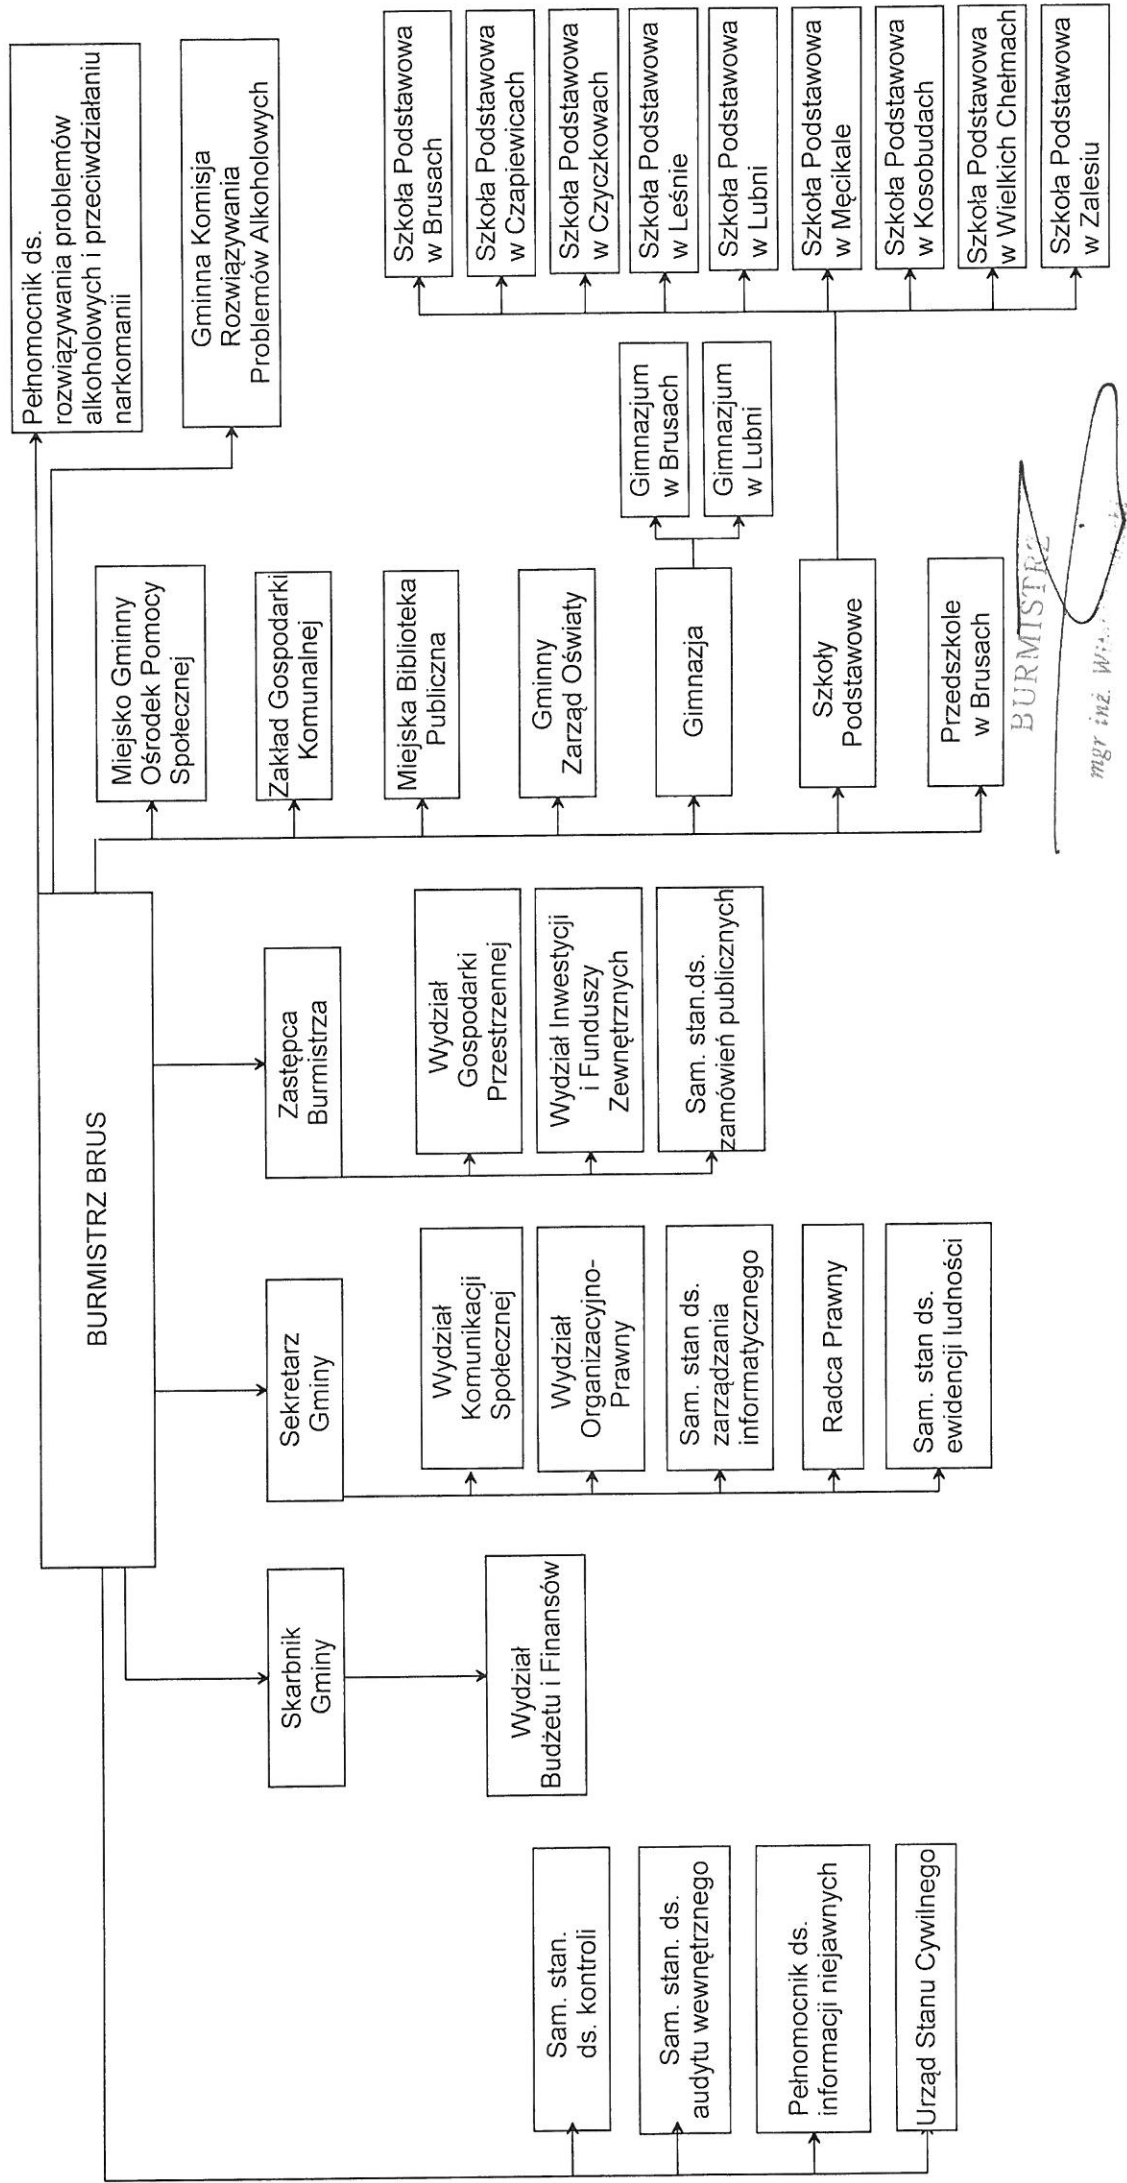 BURMISTRZ BRUS
Sam. stan.
ds. kontroli
Sam. stan. ds.
audytu wewnętrznego
Pełnomocnik ds.
informacji niejawnych
Urząd Stanu Cywilnego
Skarbnik
Gminy
Wydział
Budżetu i Finansów
Sekretarz
Gminy
Wydział
Komunikacji
Społecznej
Wydział
Organizacyjno-
Prawny
Sam. stan ds.
zarządzania
informatycznego
Radca Prawny
Sam. stan ds.
ewidencji ludności
Zastępca
Burmistrza
Wydział
Gospodarki
Przestrzennej
Wydział Inwestycji
i Funduszy
Zewnętrznych
Sam. stan.ds.
zamówień publicznych
Miejsko Gminny
Ośrodek Pomocy
Społecznej
Zakład Gospodarki
Komunalnej
Miejska Biblioteka
Publiczna
Gminny
Zarząd Oświaty
Gimnazja
Szkoły
Podstawowe
Przedszkole
w Brusach
Gimnazjum
w Brusach
Gimnazjum
w Lubni
Pełnomocnik ds.
rozwiązywania problemów
alkoholowych i przeciwdziałaniu
narkomanii
Gminna Komisja
Rozwiązywania
Problemów Alkoholowych
Szkoła Podstawowa
w Brusach
Szkoła Podstawowa
w Czapiewicach
Szkoła Podstawowa
w Czyczkowach
Szkoła Podstawowa
w Leśnie
Szkoła Podstawowa
w Lubni
Szkoła Podstawowa
w Męcikale
Szkoła Podstawowa
w Kosobudach
Szkoła Podstawowa
w Wielkich Chełmach
Szkoła Podstawowa
w Zalesiu
BURMISTRZ
mgr inż.